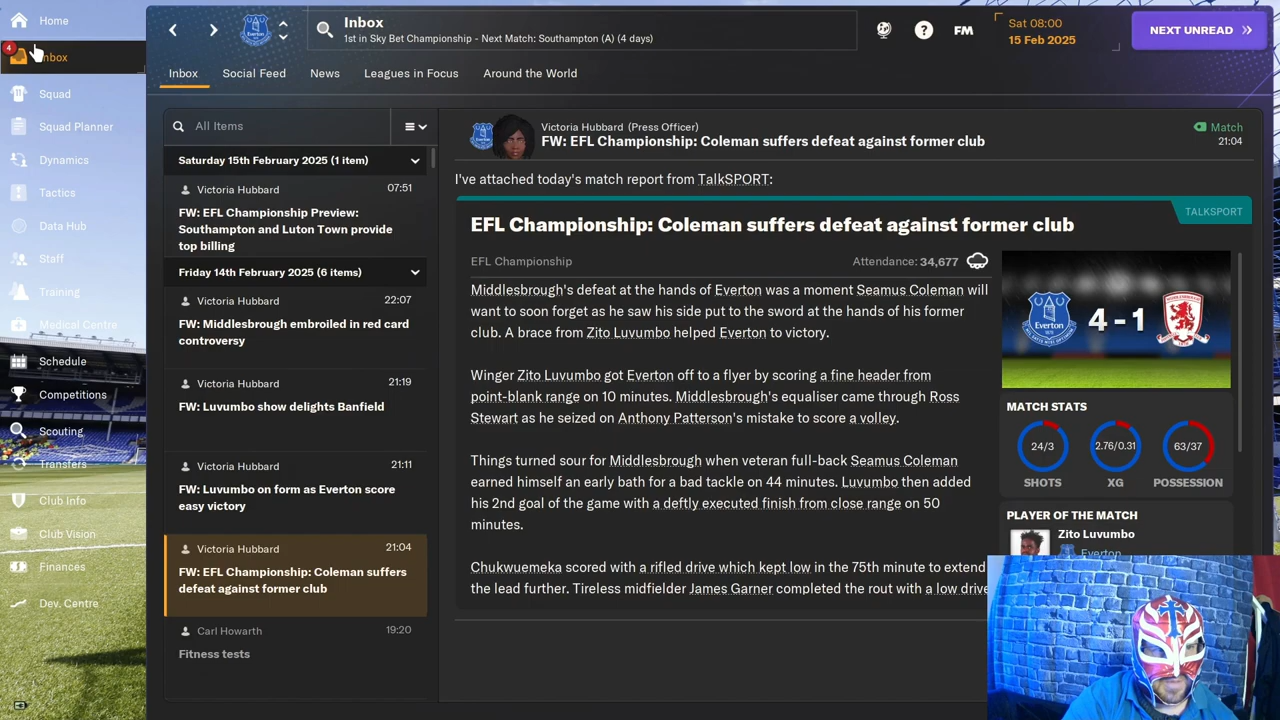 Home
4
Inbox
Squad
Squad Planner
Dynamics
Tactics
Data Hub
Staff
Training
Medical Centre
Schedule
Competitions
Scouting
Transfers
Club Info
Club Vision
Finances
Dev. Centre
Inbox
1st in Sky Bet Championship - Next Match: Southampton (A) (4 days)
FM
Sat 08:00
15 Feb 2025
NEXT UNREAD
Inbox
Social Feed
News
Leagues in Focus
Around the World
All Items
Saturday 15th February 2025 (1 item)
Victoria Hubbard
07:51
FW: EFL Championship Preview:
Southampton and Luton Town provide
top billing
Friday 14th February 2025 (6 items)
Victoria Hubbard
22:07
FW: Middlesbrough embroiled in red card
controversy
Victoria Hubbard
21:19
FW: Luvumbo show delights Banfield
Victoria Hubbard
21:11
FW: Luvumbo on form as Everton score
easy victory
Victoria Hubbard
21:04
FW: EFL Championship: Coleman suffers
defeat against former club
Carl Howarth
19:20
Fitness tests
Victoria Hubbard (Press Officer)
FW: EFL Championship: Coleman suffers defeat against former club
Match
21:04
I've attached today's match report from TalkSPORT:
TALKSPORT
EFL Championship: Coleman suffers defeat against former club
EFL Championship
Attendance: 34,677
Middlesbrough's defeat at the hands of Everton was a moment Seamus Coleman will
want to soon forget as he saw his side put to the sword at the hands of his former
club. A brace from Zito Luvumbo helped Everton to victory.
Winger Zito Luvumbo got Everton off to a flyer by scoring a fine header from
point-blank range on 10 minutes. Middlesbrough's equaliser came through Ross
Stewart as he seized on Anthony Patterson's mistake to score a volley.
Things turned sour for Middlesbrough when veteran full-back Seamus Coleman
earned himself an early bath for a bad tackle on 44 minutes. Luvumbo then added
his 2nd goal of the game with a deftly executed finish from close range on 50
minutes.
Chukwuemeka scored with a rifled drive which kept low in the 75th minute to extend
the lead further. Tireless midfielder James Garner completed the rout with a low drive
Everton
4 - 1
MATCH STATS
24/3
2.76/0.31
63/37
SHOTS
XG
POSSESSION
PLAYER OF THE MATCH
Zito Luvumbo
Everton